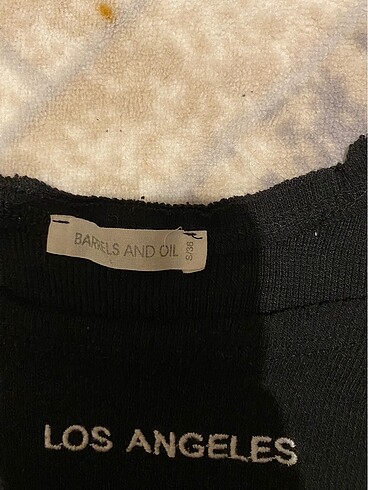 BARRELS AND OIL
S/36
LOS ANGELES